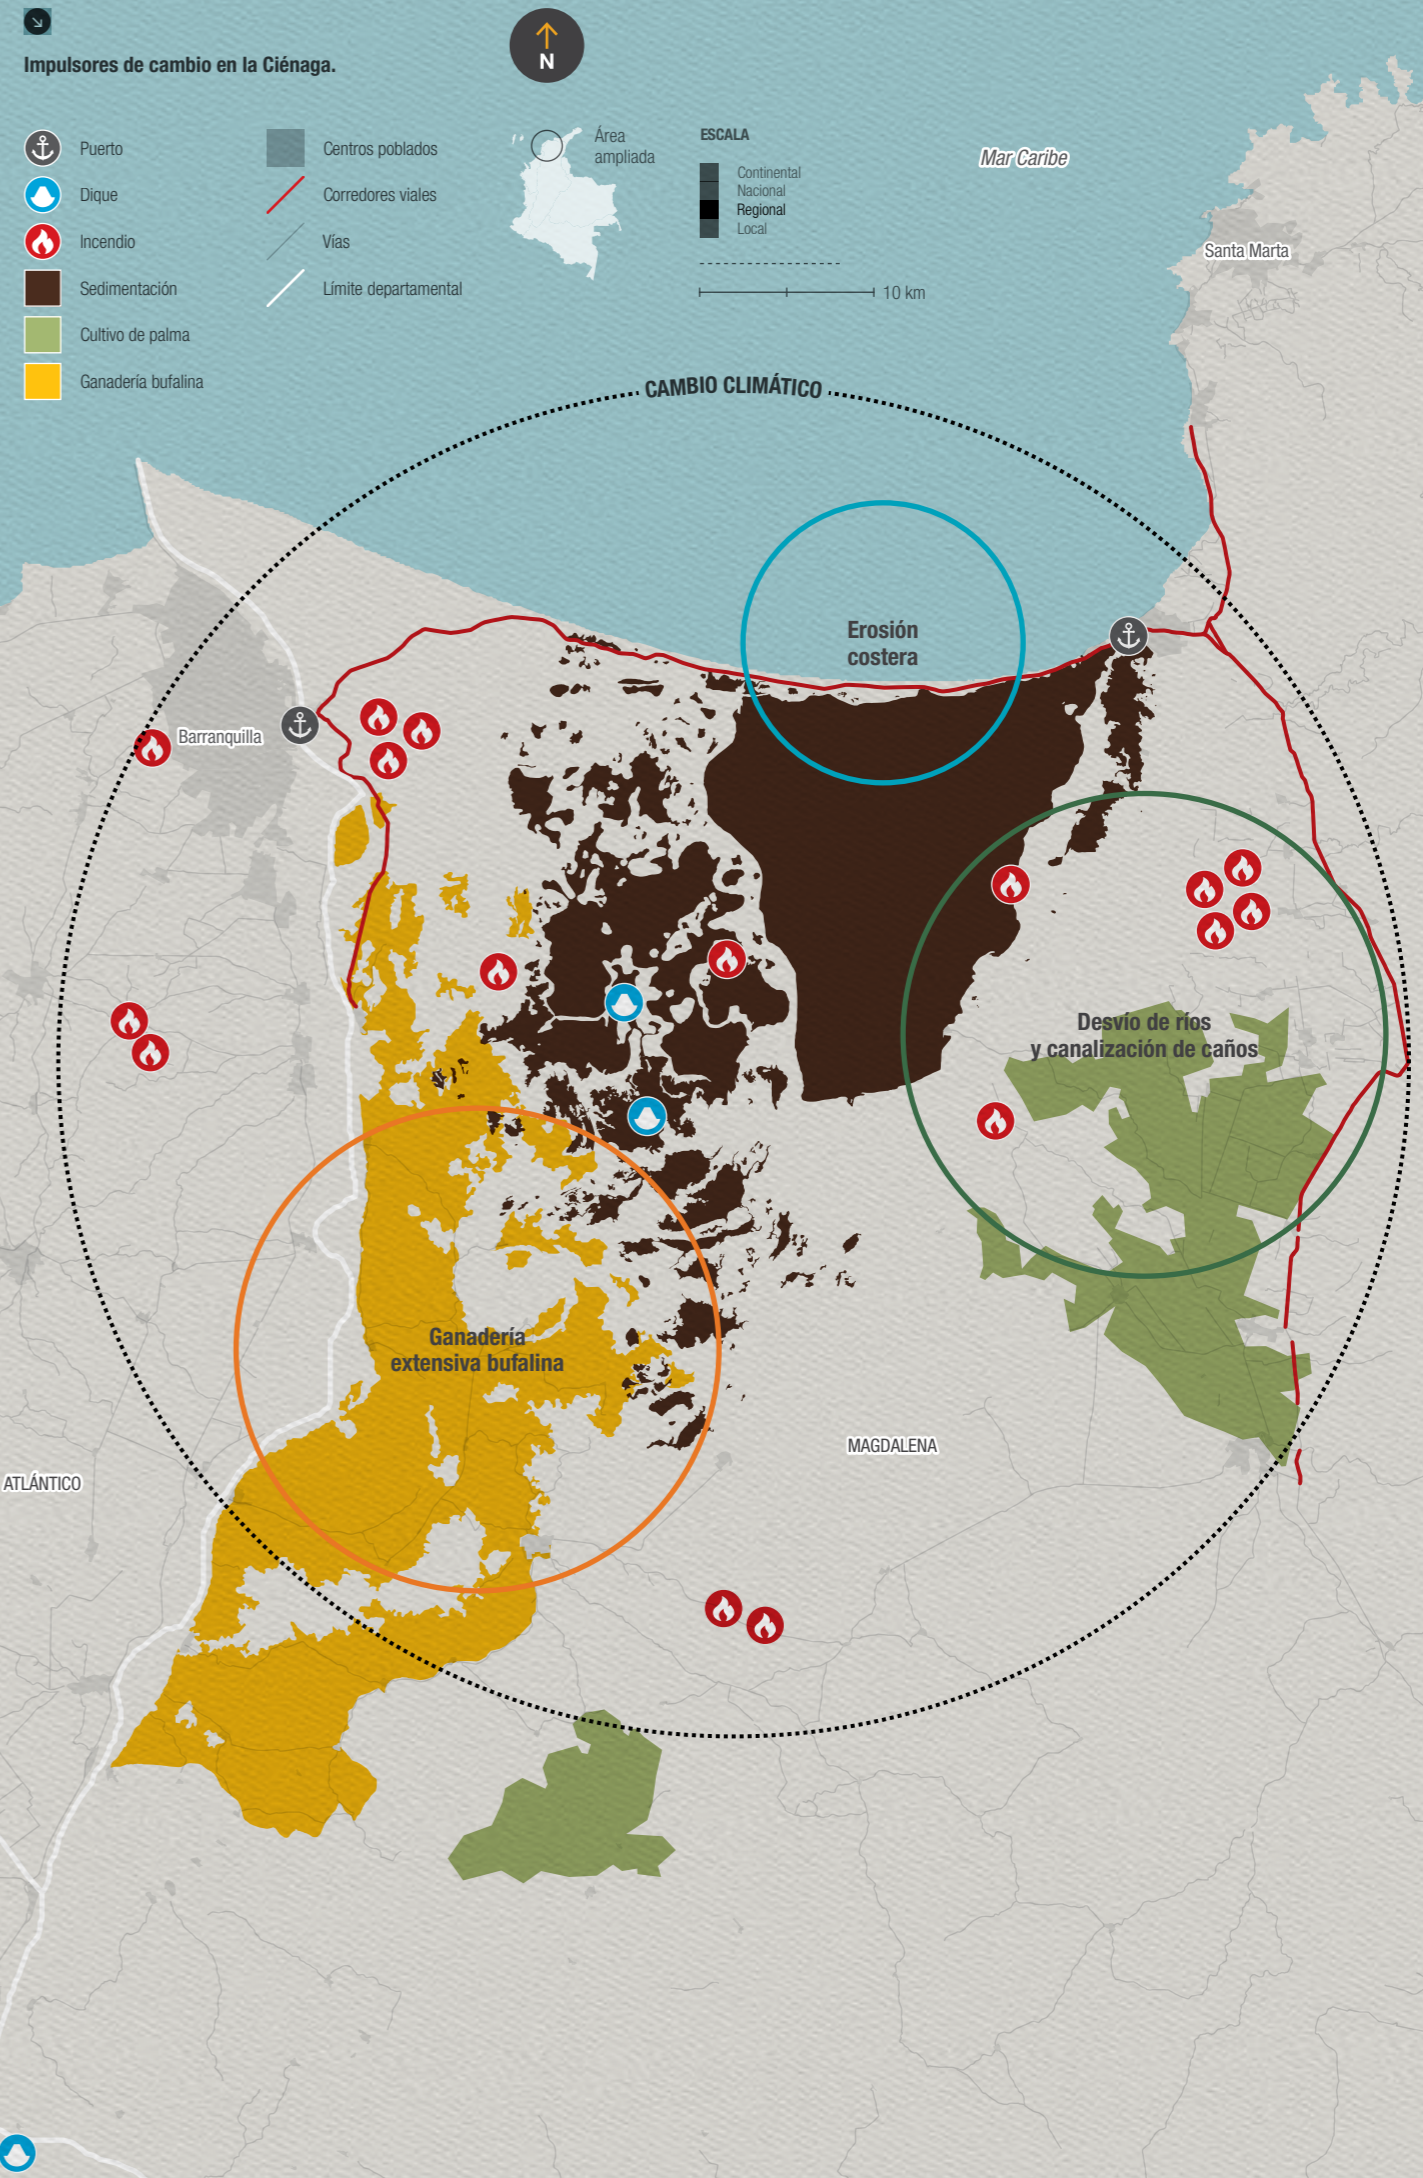 Impulsores de cambio en la Ciénaga.
N
Puerto
Dique
Incendio
Sedimentación
Cultivo de palma
Ganadería bufalina
Centros poblados
Corredores viales
Vías
Límite departamental
Área
ampliada
ESCALA
Continental
Nacional
Regional
Local
10 km
Mar Caribe
Santa Marta
CAMBIO CLIMÁTICO
Erosión
costera
Barranquilla
Desvío de ríos
y canalización de caños
Ganadería
extensiva bufalina
MAGDALENA
ATLÁNTICO